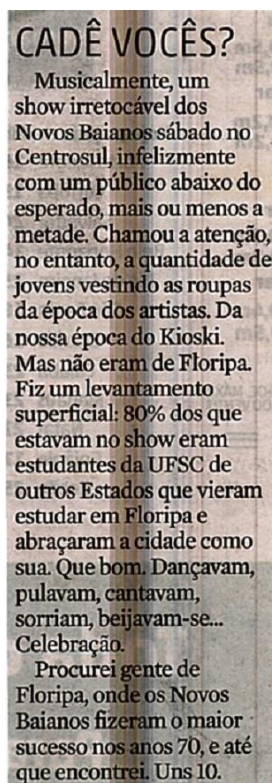 CADÊ VOCÊS?
Musicalmente, um
show irretocável dos
Novos Baianos sábado no
Centrosul, infelizmente
com um público abaixo do
esperado, mais ou menos a
metade. Chamou a atenção,
no entanto, a quantidade de
jovens vestindo as roupas
da época dos artistas. Da
nossa época do Kioski.
Mas não eram de Floripa.
Fiz um levantamento
superficial: 80% dos que
estavam no show eram
estudantes da UFSC de
outros Estados que vieram
estudar em Floripa e
abraçaram a cidade como
sua. Que bom. Dançavam,
pulavam, cantavam,
sorriam, beijavam-se...
Celebração.
Procurei gente de
Floripa, onde os Novos
Baianos fizeram o maior
sucesso nos anos 70, e até
que encontrei. Uns 10.